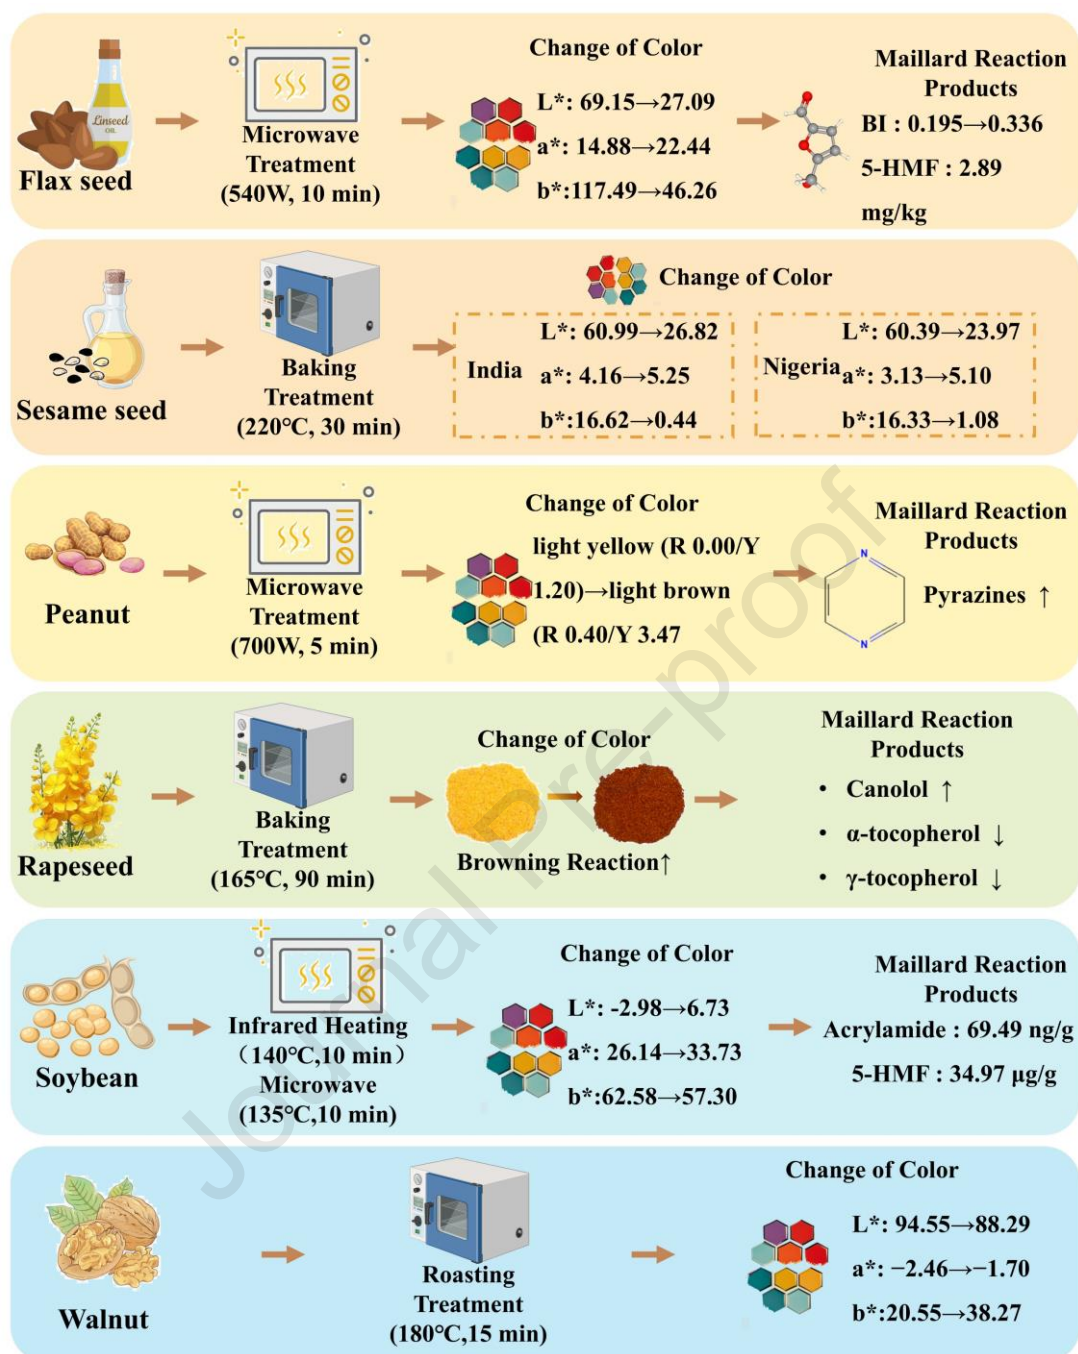 Linseed
OIL
Flax seed
Microwave
Treatment
(540W, 10 min)
Change of Color
L*: 69.15→27.09
a*: 14.88→22.44
b*:117.49→46.26
Maillard Reaction
Products
BI : 0.195→0.336
5-HMF : 2.89
mg/kg
Sesame seed
Baking
Treatment
(220℃, 30 min)
Change of Color
India
L*: 60.99→26.82
a*: 4.16→5.25
b*:16.62→0.44
Nigeria
L*: 60.39→23.97
a*: 3.13→5.10
b*:16.33→1.08
Peanut
Microwave
Treatment
(700W, 5 min)
Change of Color
light yellow (R 0.00/Y
1.20)→light brown
(R 0.40/Y 3.47
Maillard Reaction
Products
N
N
Pyrazines ↑
Rapeseed
Baking
Treatment
(165℃, 90 min)
Change of Color
Browning Reaction↑
Maillard Reaction
Products
• Canolol ↑
• α-tocopherol ↓
• γ-tocopherol ↓
Soybean
Infrared Heating
（140℃,10 min）
Microwave
(135℃,10 min)
Change of Color
L*: -2.98→6.73
a*: 26.14→33.73
b*:62.58→57.30
Maillard Reaction
Products
Acrylamide : 69.49 ng/g
5-HMF : 34.97 μg/g
Walnut
Roasting
Treatment
(180℃,15 min)
Change of Color
L*: 94.55→88.29
a*: −2.46→−1.70
b*:20.55→38.27
Journal Pre-proof